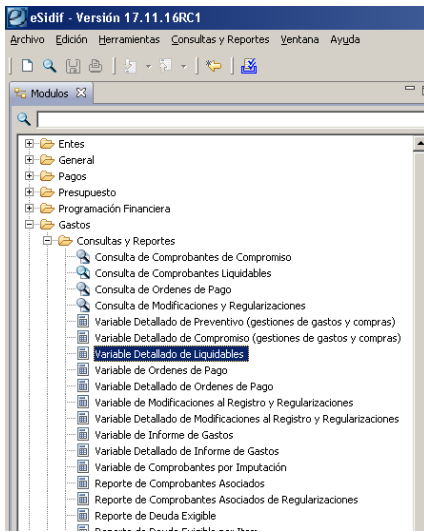 eSidif - Versión 17.11.16RC1
Archivo Edición Herramientas Consultas y Reportes Ventana Ayuda
Modulos
Entes
General
Pagos
Presupuesto
Programación Financiera
Gastos
Consultas y Reportes
Consulta de Comprobantes de Compromiso
Consulta de Comprobantes Liquidables
Consulta de Ordenes de Pago
Consulta de Modificaciones y Regularizaciones
Variable Detallado de Preventivo (gestiones de gastos y compras)
Variable Detallado de Compromiso (gestiones de gastos y compras)
Variable Detallado de Liquidables
Variable de Ordenes de Pago
Variable Detallado de Ordenes de Pago
Variable de Modificaciones al Registro y Regularizaciones
Variable Detallado de Modificaciones al Registro y Regularizaciones
Variable de Informe de Gastos
Variable Detallado de Informe de Gastos
Variable de Comprobantes por Imputación
Reporte de Comprobantes Asociados
Reporte de Comprobantes Asociados de Regularizaciones
Reporte de Deuda Exigible
Reporte de Deuda Exigible por Item